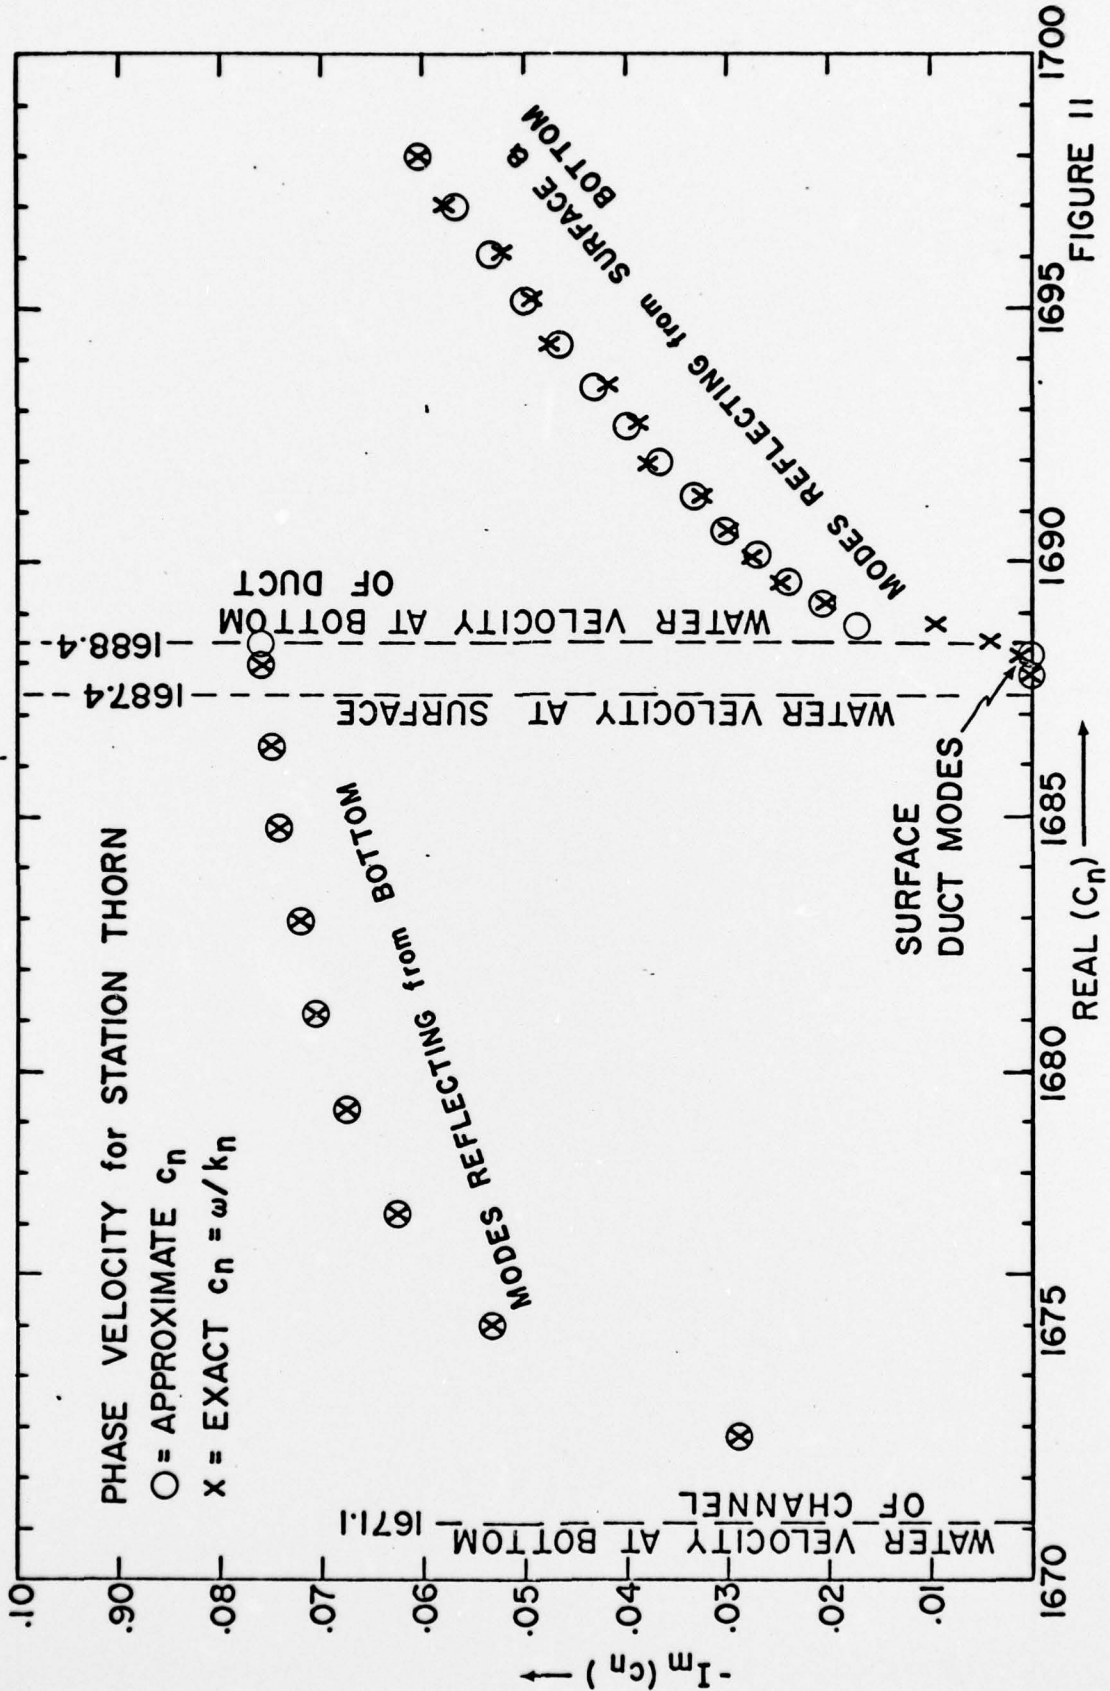 PHASE VELOCITY for STATION THORN
O = APPROXIMATE cn
X = EXACT cn = ω/kn
.10
.90
.08
.07
.06
.05
.04
.03
.02
.01
-Im (cn) →
1671.1
WATER VELOCITY AT BOTTOM
OF CHANNEL
MODES REFLECTING from BOTTOM
1687.4
WATER VELOCITY AT SURFACE
1688.4
WATER VELOCITY AT BOTTOM
OF DUCT
MODES REFLECTING from SURFACE &
BOTTOM
SURFACE
DUCT MODES
1670
1675
1680
1685
1690
1695
1700
REAL (Cn) →
FIGURE 11